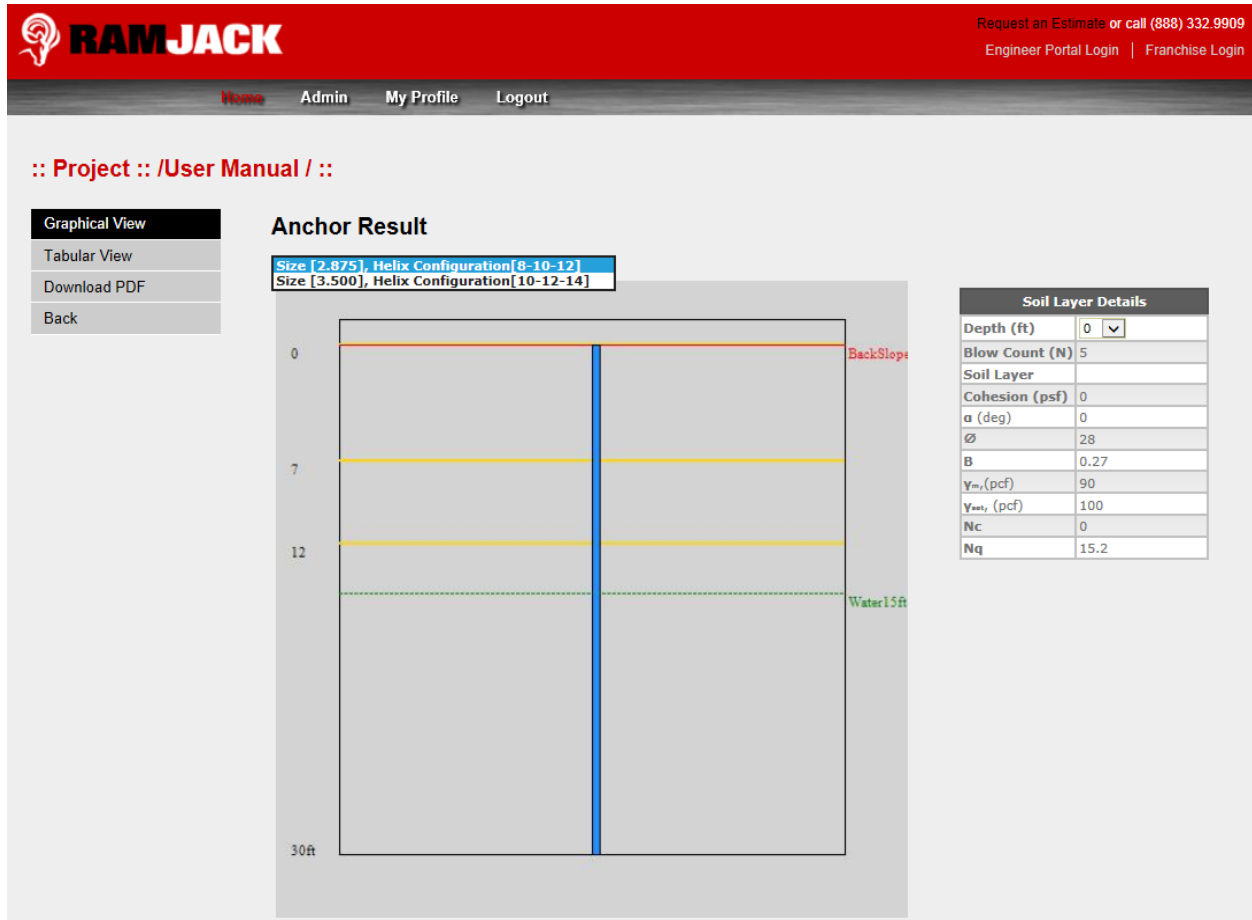 RAMJACK
Request an Estimate or call (888) 332.9909
Engineer Portal Login | Franchise Login
Home Admin My Profile Logout
:: Project :: /User Manual / ::
Graphical View
Tabular View
Download PDF
Back
Anchor Result
Size [2.875], Helix Configuration[8-10-12]
Size [3.500], Helix Configuration[10-12-14]
0
BackSlope
7
12
Water15ft
30ft
Soil Layer Details
Depth (ft) 0
Blow Count (N) 5
Soil Layer
Cohesion (psf) 0
α (deg) 0
Ø 28
B 0.27
γm,(pcf) 90
γsat, (pcf) 100
Nc 0
Nq 15.2